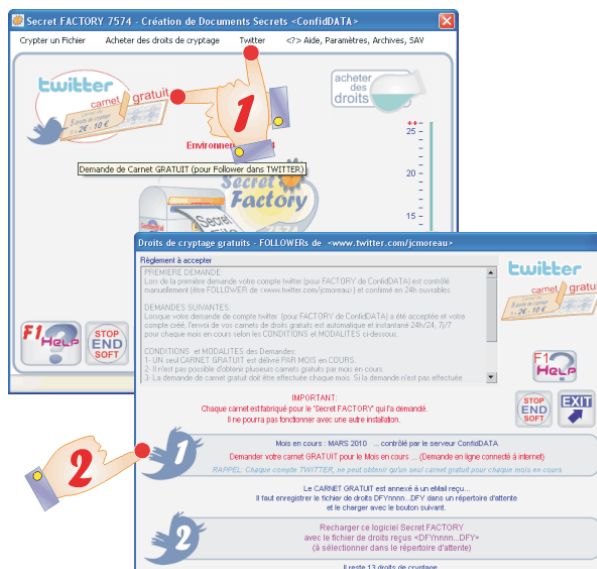 Secret FACTORY 7574 - Création de Documents Secrets <ConfidDATA>
Crypter un Fichier Acheter des droits de cryptage Twitter <?> Aide, Paramètres, Archives, SAV
twitter
carnet gratuit
5 droits de cryptage
2€ - 10 €
acheter
des
droits
1
25
20
15
Demande de Carnet GRATUIT (pour Follower dans TWITTER)
Secret
Factory
F1
HELP
STOP
END
SOFT
Droits de cryptage gratuits - FOLLOWERs de <www.twitter.com/jcmoreau>
Règlement à accepter
PREMIERE DEMANDE:
Lors de la première demande votre compte twitter (pour FACTORY de ConfidDATA) est contrôlé
manuellement (être FOLLOWER de <www.twitter.com/jcmoreau>) et confirmé en 24h ouvrables.
DEMANDES SUIVANTES:
Lorsque votre demande de compte twitter (pour FACTORY de ConfidDATA) a été acceptée et votre
compte créé, l'envoi de vos carnets de droits gratuits est automatique et instantané 24h/24, 7j/7
pour chaque mois en cours selon les CONDITIONS et MODALITES ci-dessous.
CONDITIONS et MODALITES des Demandes:
1- UN seul CARNET GRATUIT est délivré PAR MOIS en COURS.
2- Il n'est pas possible d'obtenir plusieurs carnets gratuits par mois en cours.
3- La demande de carnet gratuit doit être effectuée chaque mois. Si la demande n'est pas effectuée
twitter
carnet gratu
F1
HELP
IMPORTANT:
Chaque carnet est fabriqué pour le 'Secret FACTORY' qui l'a demandé.
Il ne pourra pas fonctionner avec une autre installation.
STOP
END
SOFT
EXIT
2
1
Mois en cours : MARS 2010 ... contrôlé par le serveur ConfidDATA
Demander votre carnet GRATUIT pour le Mois en cours ... (Demande en ligne connecté à internet)
RAPPEL: Chaque compte TWITTER, ne peut obtenir qu'un seul carnet gratuit pour chaque mois en cours
Le CARNET GRATUIT est annexé à un eMail reçu...
Il faut enregistrer le fichier de droits DFYnnnn...DFY dans un répertoire d'attente
et le charger avec le bouton suivant.
2
Recharger ce logiciel Secret FACTORY
avec le fichier de droits reçus <DFYnnnn...DFY>
(à sélectionner dans le répertoire d'attente)
Il reste 13 droits de cryptage